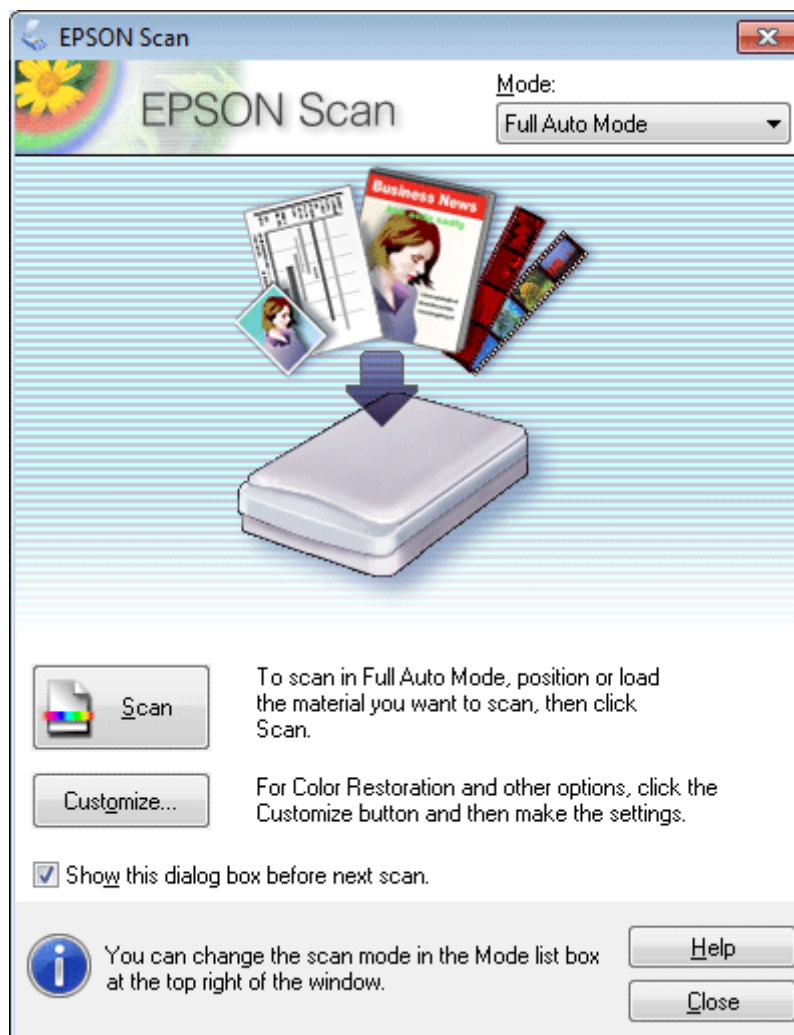 EPSON Scan
EPSON Scan
Mode:
Full Auto Mode
Business News
Scan
To scan in Full Auto Mode, position or load
the material you want to scan, then click
Scan.
Customize...
For Color Restoration and other options, click the
Customize button and then make the settings.
Show this dialog box before next scan.
You can change the scan mode in the Mode list box
at the top right of the window.
Help
Close